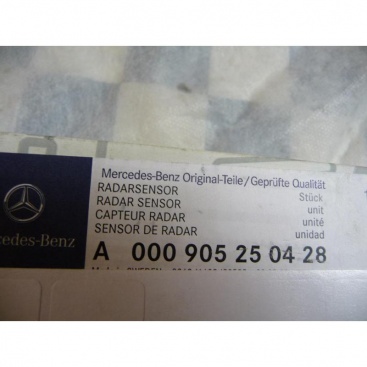 Mercedes-Benz Original-Teile/Geprüfte Qualität
RADARSENSOR Stück
RADAR SENSOR unit
CAPTEUR RADAR unité
SENSOR DE RADAR unidad
cedes-Benz
A 000 905 25 04 28